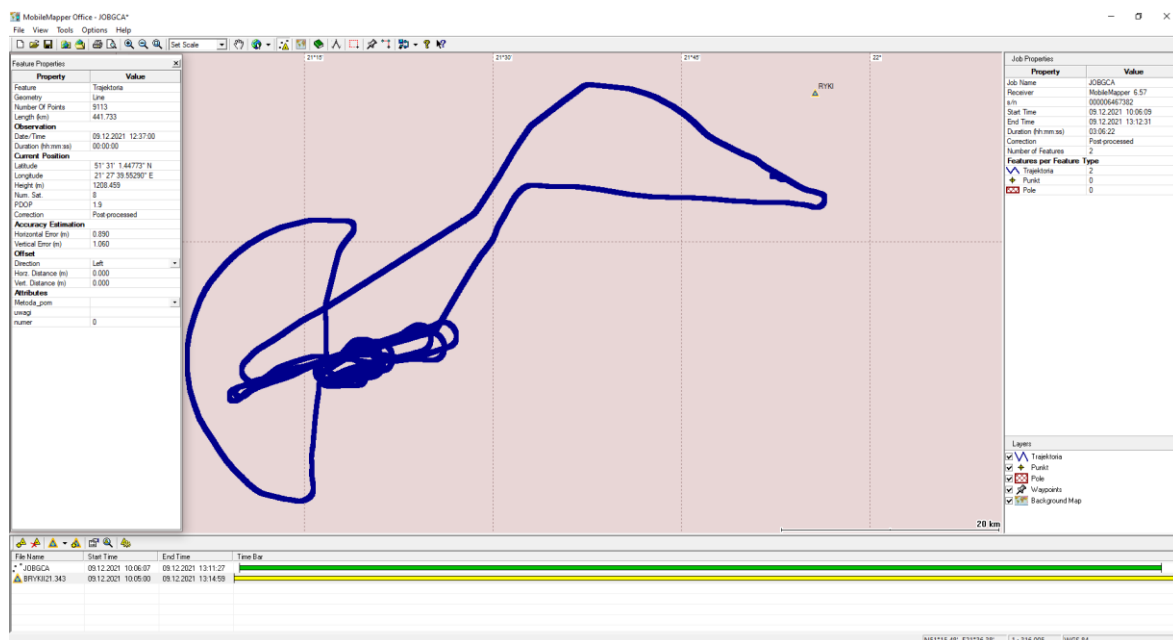 MobileMapper Office - JOBGCA*
File View Tools Options Help
Set Scale
Feature Properties
Property Value
Feature Trajektoria
Geometry Line
Number Of Points 9113
Length (km) 441.733
Observation
Date/Time 09.12.2021 12:37:00
Duration (hh:mm:ss) 00:00:00
Current Position
Latitude 51° 31' 1.44773" N
Longitude 21° 27' 39.55290" E
Height (m) 1208.459
Num. Sat. 8
PDOP 1.9
Correction Post-processed
Accuracy Estimation
Horizontal Error (m) 0.890
Vertical Error (m) 1.060
Offset
Direction Left
Horz. Distance (m) 0.000
Vert. Distance (m) 0.000
Attributes
Metoda_pom
uwagi
numer 0
21°15' 21°30' 21°45' 22°
RYKI
20 km
Job Properties
Property Value
Job Name JOBGCA
Receiver MobileMapper 6.57
s/n 000006467382
Start Time 09.12.2021 10:06:09
End Time 09.12.2021 13:12:31
Duration (hh:mm:ss) 03:06:22
Correction Post-processed
Number of Features 2
Features per Feature Type
Trajektoria 2
Punkt 0
Pole 0
Layers
Trajektoria
Punkt
Pole
Waypoints
Background Map
File Name Start Time End Time Time Bar
JOBGCA 09.12.2021 10:06:07 09.12.2021 13:11:27
BRYKII21.343 09.12.2021 10:05:00 09.12.2021 13:14:59